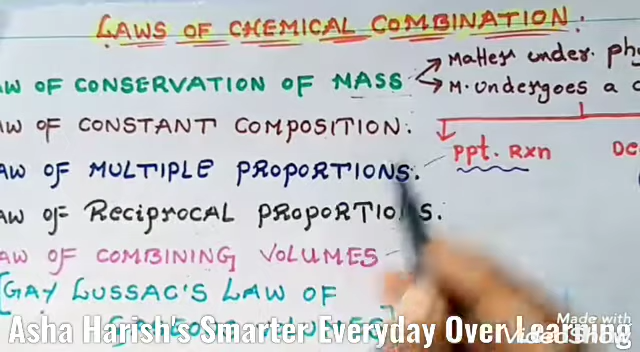 LAWS OF CHEMICAL COMBINATION:
AW OF CONSERVATION OF MASS
Matter under. phy
M. undergoes a c
AW OF CONSTANT COMPOSITION.
AW OF MULTIPLE PROPORTIONS.
Ppt. Rxn
DE
AW OF RECIPROCAL PROPORTIONS.
AW OF COMBINING VOLUMES
[GAY LUSSAC'S LAW OF
Asha Harish's Smarter Everyday Over Learning
Made with
VideoShow